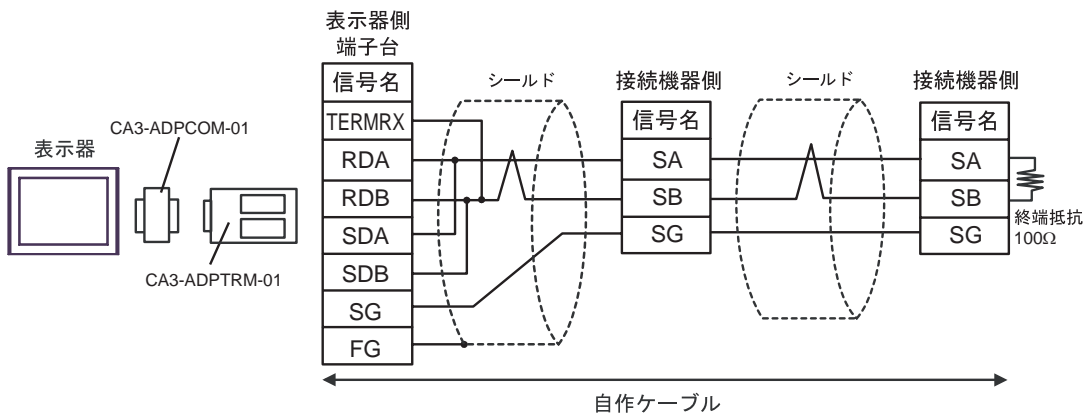 表示器
CA3-ADPCOM-01
CA3-ADPTRM-01
表示器側
端子台
信号名
TERMRX
RDA
RDB
SDA
SDB
SG
FG
シールド
接続機器側
信号名
SA
SB
SG
シールド
接続機器側
信号名
SA
SB
SG
終端抵抗
100Ω
自作ケーブル